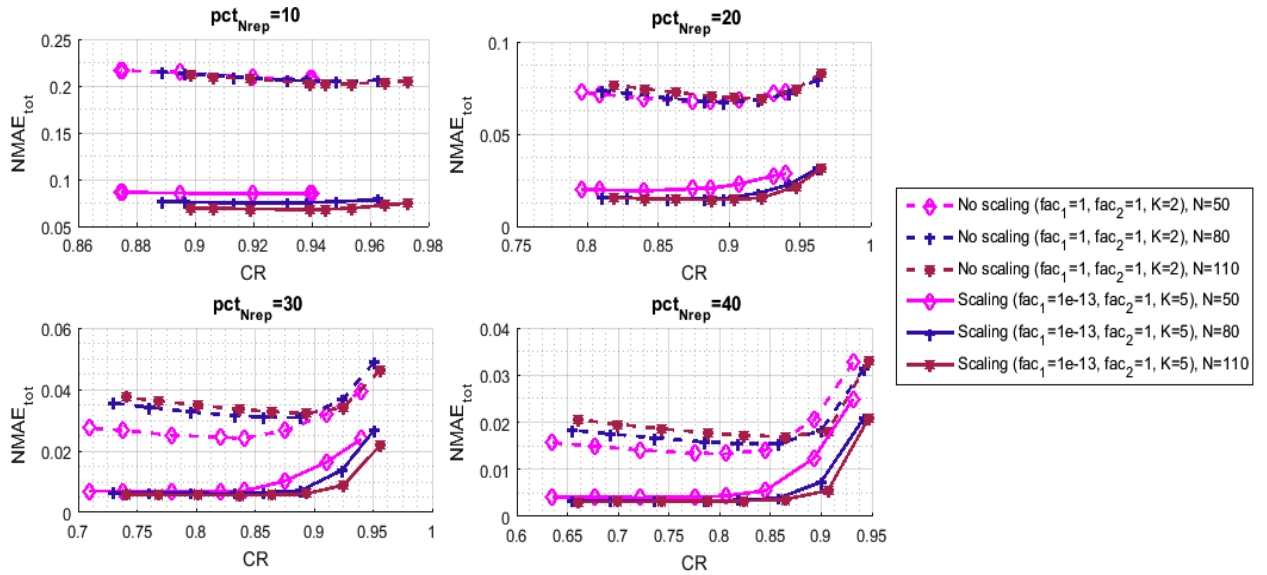 pct_Nrep=10
NMAE_tot
0.25
0.2
0.15
0.1
0.05
0.86 0.88 0.9 0.92 0.94 0.96 0.98
CR
pct_Nrep=20
NMAE_tot
0.1
0.05
0
0.75 0.8 0.85 0.9 0.95 1
CR
pct_Nrep=30
NMAE_tot
0.06
0.04
0.02
0
0.7 0.75 0.8 0.85 0.9 0.95 1
CR
pct_Nrep=40
NMAE_tot
0.04
0.03
0.02
0.01
0
0.6 0.65 0.7 0.75 0.8 0.85 0.9 0.95
CR
No scaling (fac_1=1, fac_2=1, K=2), N=50
No scaling (fac_1=1, fac_2=1, K=2), N=80
No scaling (fac_1=1, fac_2=1, K=2), N=110
Scaling (fac_1=1e-13, fac_2=1, K=5), N=50
Scaling (fac_1=1e-13, fac_2=1, K=5), N=80
Scaling (fac_1=1e-13, fac_2=1, K=5), N=110